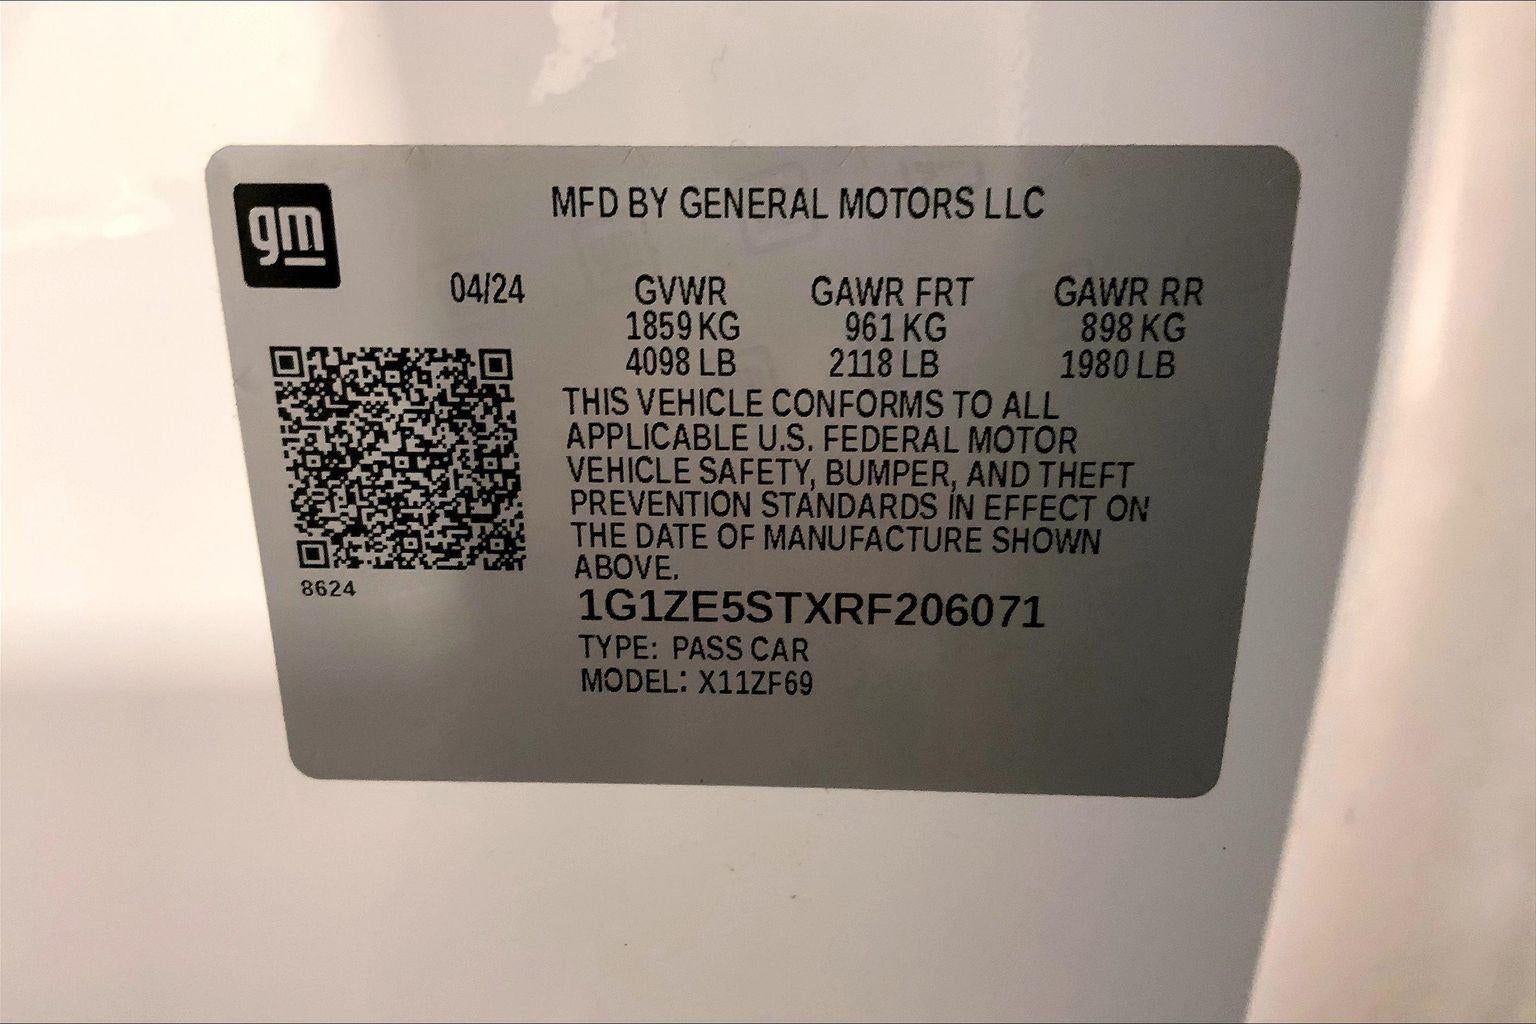 gm
MFD BY GENERAL MOTORS LLC
04/24 GVWR GAWR FRT GAWR RR
1859 KG 961 KG 898 KG
4098 LB 2118 LB 1980 LB
THIS VEHICLE CONFORMS TO ALL
APPLICABLE U.S. FEDERAL MOTOR
VEHICLE SAFETY, BUMPER, AND THEFT
PREVENTION STANDARDS IN EFFECT ON
THE DATE OF MANUFACTURE SHOWN
ABOVE.
8624
1G1ZE5STXRF206071
TYPE: PASS CAR
MODEL: X11ZF69